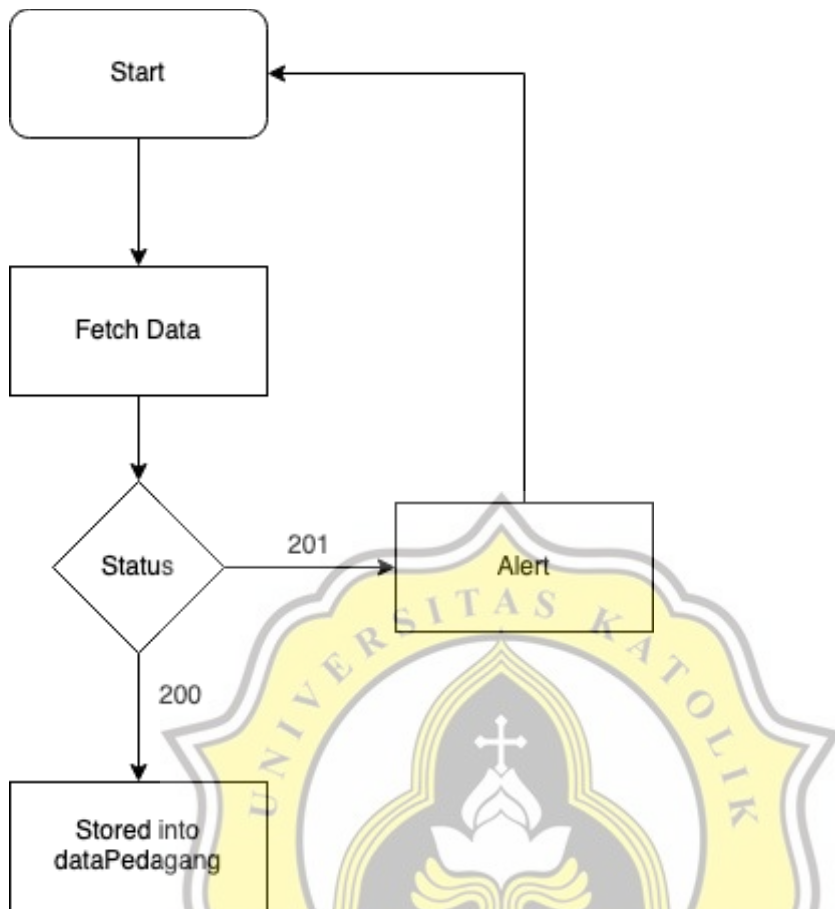 Start
Fetch Data
Status
201
Alert
200
Stored into
dataPedagang
UNIVERSITAS KATOLIK